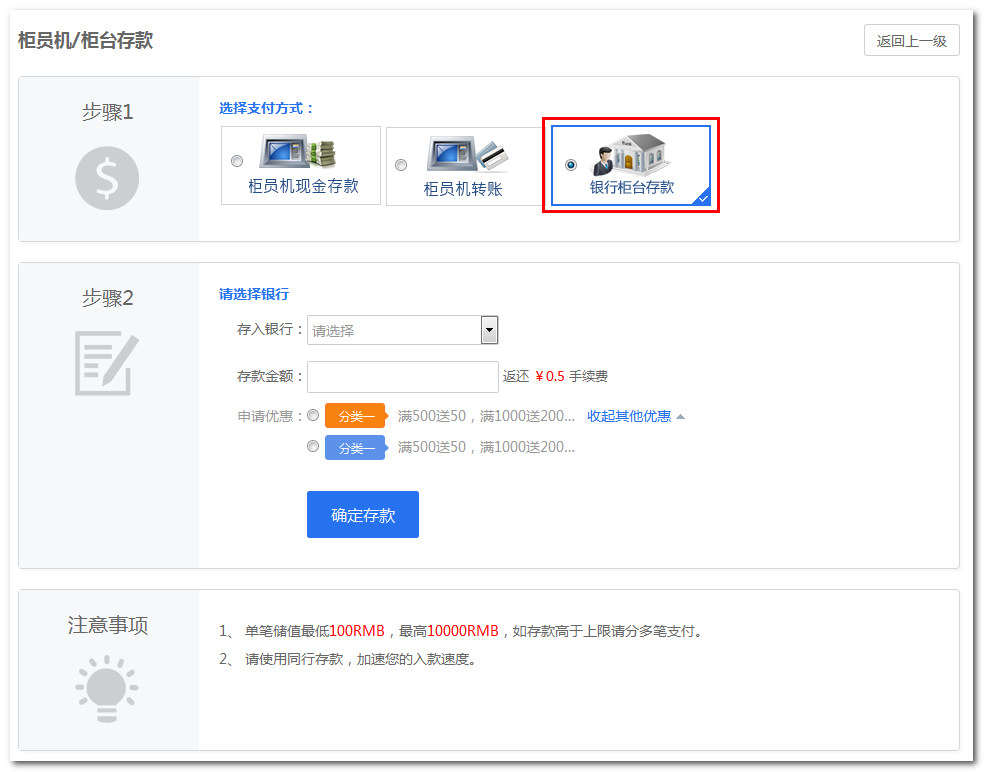 柜员机/柜台存款
返回上一级
步骤1
选择支付方式：
柜员机现金存款
柜员机转账
银行柜台存款
步骤2
请选择银行
存入银行：请选择
存款金额： 返还 ￥0.5 手续费
申请优惠： 分类一 满500送50，满1000送200... 收起其他优惠
分类一 满500送50，满1000送200...
确定存款
注意事项
1、 单笔储值最低100RMB，最高10000RMB，如存款高于上限请分多笔支付。
2、 请使用同行存款，加速您的入款速度。